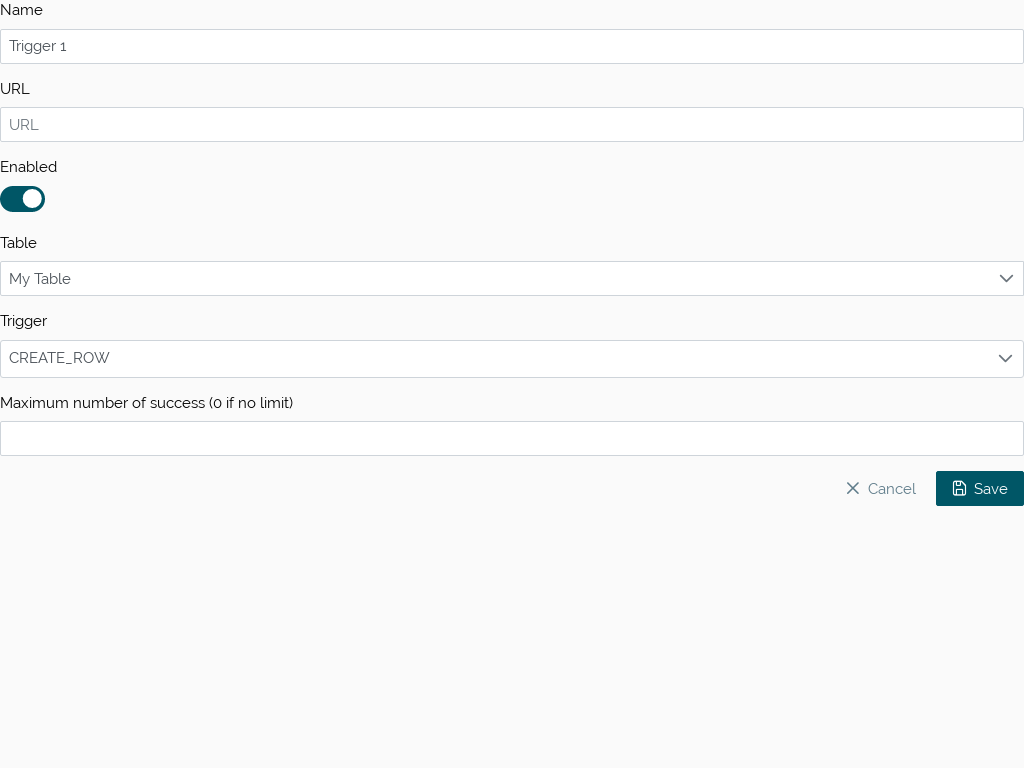 Name
Trigger 1
URL
URL
Enabled
Table
My Table
Trigger
CREATE_ROW
Maximum number of success (0 if no limit)
Cancel
Save